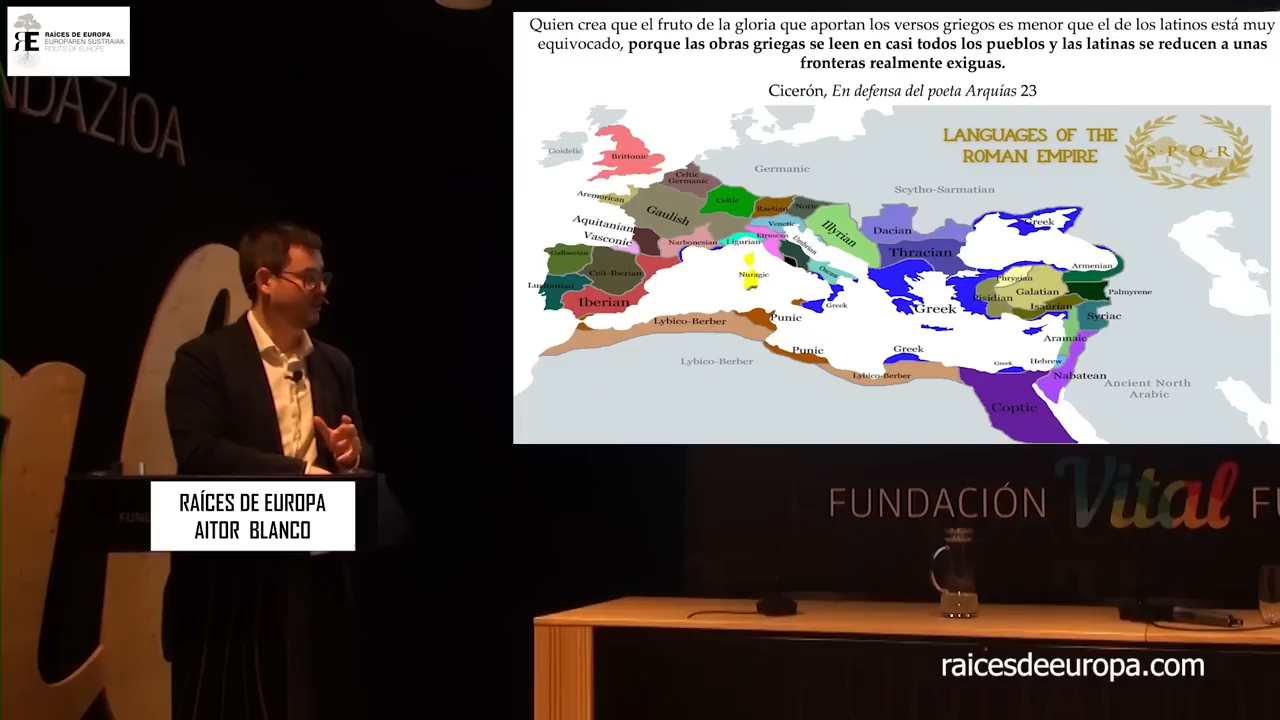 RAÍCES DE EUROPA
EUROPAREN SUSTRAIAK
ROOTS OF EUROPE
RE
NDAZIOA
Quien crea que el fruto de la gloria que aportan los versos griegos es menor que el de los latinos está muy
equivocado, porque las obras griegas se leen en casi todos los pueblos y las latinas se reducen a unas
fronteras realmente exiguas.
Cicerón, En defensa del poeta Arquías 23
LANGUAGES OF THE
ROMAN EMPIRE
S·P·Q·R
Goidelic
Brittonic
Germanic
Celtic
Germanic
Scytho-Sarmatian
Aremorican
Gaulish
Celtic
Raetian
Noric
Aquitanian
Vasconic
Narbonesian
Ligurian
Venetic
Etruscan
Umbrian
Oscan
Illyrian
Dacian
Thracian
Greek
Armenian
Gallaecian
Celt-Iberian
Lusitanian
Iberian
Nuragic
Greek
Greek
Phrygian
Galatian
Pisidian
Isaurian
Palmyrene
Syriac
Aramaic
Lybico-Berber
Punic
Punic
Lybico-Berber
Greek
Lybico-Berber
Greek
Hebrew
Nabatean
Ancient North
Arabic
Coptic
RAÍCES DE EUROPA
AITOR BLANCO
FUNDACIÓN Vital F
raicesdeeuropa.com